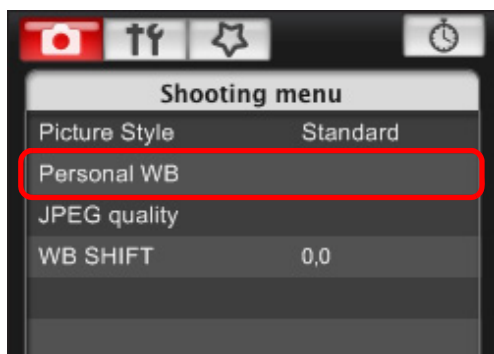 Shooting menu
Picture Style Standard
Personal WB
JPEG quality
WB SHIFT 0,0